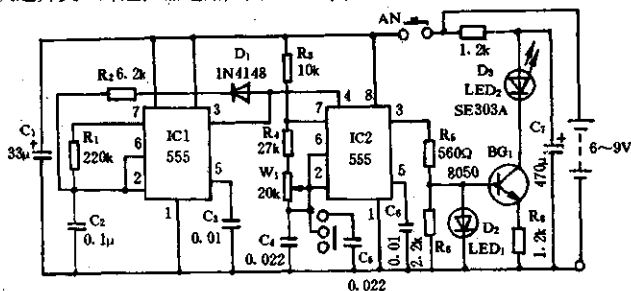 AN
1.2k
D₁
1N4148
R₂ 6.2k
R₃
10k
D₃
LED₂
SE303A
C₁
33μ
7
3
4
8
3
R₁
220k
6
2
IC1
555
5
1
R₄
27k
W₁
20k
7
6
2
IC2
555
5
1
R₅
560Ω
BG₁
8050
C₇
470μ
6~9V
C₂
0.1μ
C₃
0.01
C₄
0.022
C₅
0.022
C₆
0.01
2.2k
R₆
D₂
LED₁
R₈
1.2k